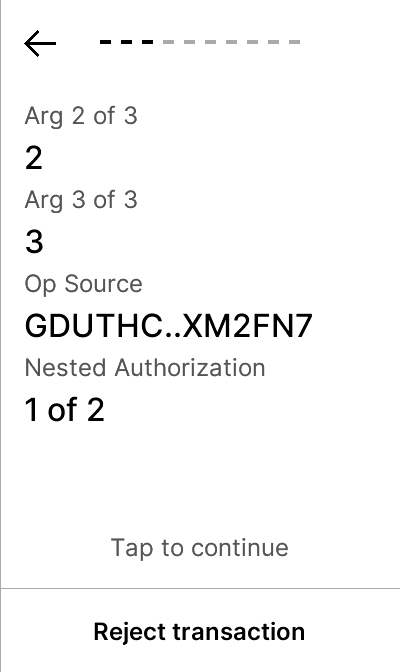 Arg 2 of 3
2
Arg 3 of 3
3
Op Source
GDUTHC..XM2FN7
Nested Authorization
1 of 2
Tap to continue
Reject transaction